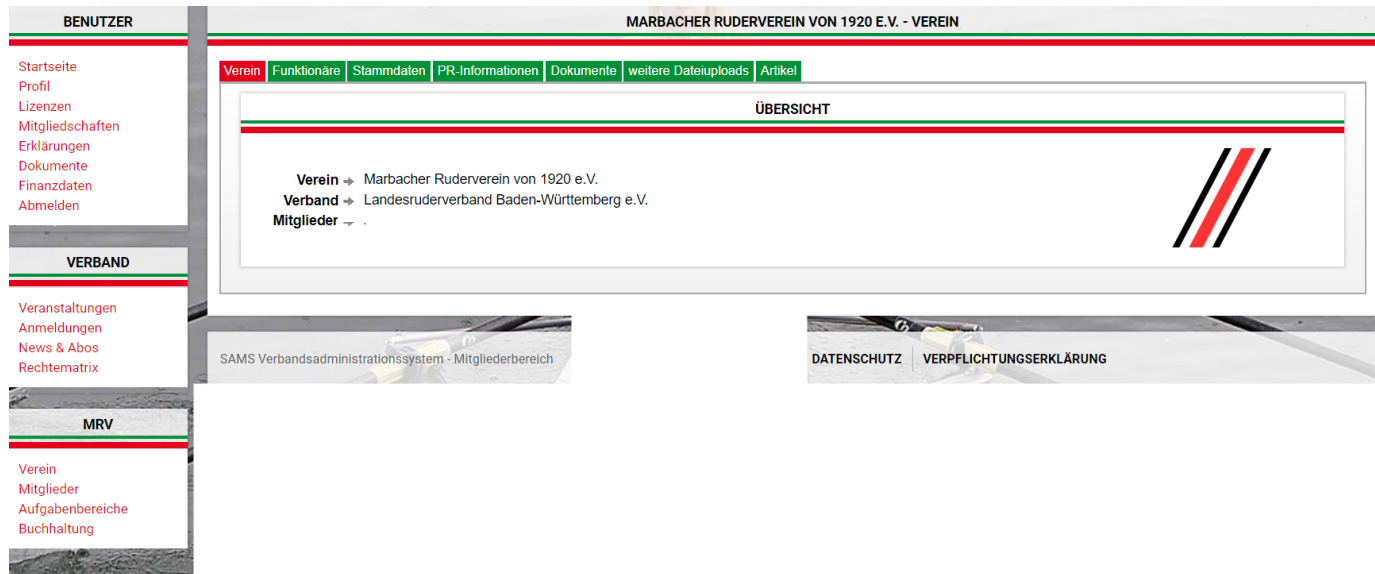 BENUTZER
Startseite
Profil
Lizenzen
Mitgliedschaften
Erklärungen
Dokumente
Finanzdaten
Abmelden
VERBAND
Veranstaltungen
Anmeldungen
News & Abos
Rechtematrix
MRV
Verein
Mitglieder
Aufgabenbereiche
Buchhaltung
MARBACHER RUDERVEREIN VON 1920 E.V. - VEREIN
Verein Funktionäre Stammdaten PR-Informationen Dokumente weitere Dateiuploads Artikel
ÜBERSICHT
Verein Marbacher Ruderverein von 1920 e.V.
Verband Landesruderverband Baden-Württemberg e.V.
Mitglieder
SAMS Verbandsadministrationssystem - Mitgliederbereich
DATENSCHUTZ VERPFLICHTUNGSERKLÄRUNG